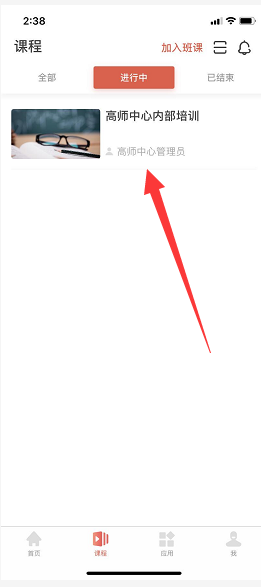 2:38
课程
加入班课
全部
进行中
已结束
高师中心内部培训
高师中心管理员
首页
课程
应用
我